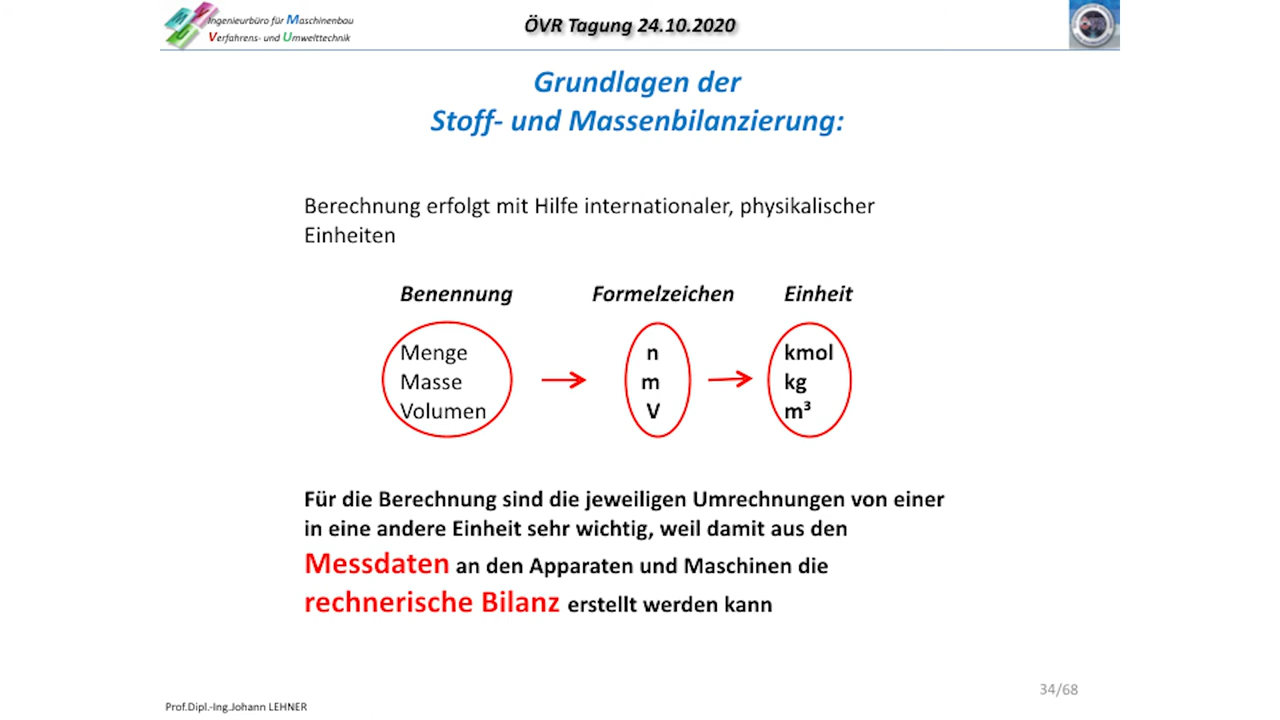 Ingenieurbüro für Maschinenbau
Verfahrens- und Umwelttechnik
ÖVR Tagung 24.10.2020
Grundlagen der
Stoff- und Massenbilanzierung:
Berechnung erfolgt mit Hilfe internationaler, physikalischer
Einheiten
Benennung Formelzeichen Einheit
Menge n kmol
Masse m kg
Volumen V m³
Für die Berechnung sind die jeweiligen Umrechnungen von einer
in eine andere Einheit sehr wichtig, weil damit aus den
Messdaten an den Apparaten und Maschinen die
rechnerische Bilanz erstellt werden kann
34/68
Prof.Dipl.-Ing.Johann LEHNER